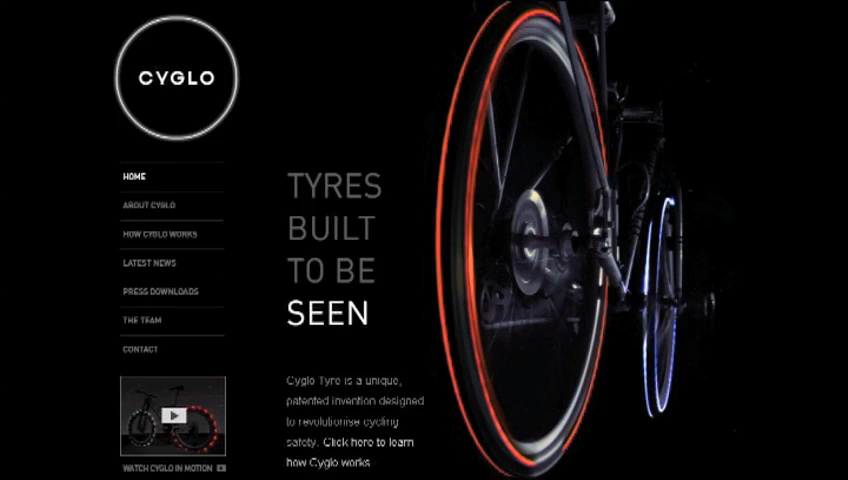 CYGLO
HOME
ABOUT CYGLO
HOW CYGLO WORKS
LATEST NEWS
PRESS DOWNLOADS
THE TEAM
CONTACT
WATCH CYGLO IN MOTION
TYRES
BUILT
TO BE
SEEN
Cyglo Tyre is a unique,
patented invention designed
to revolutionise cycling
safety. Click here to learn
how Cyglo works